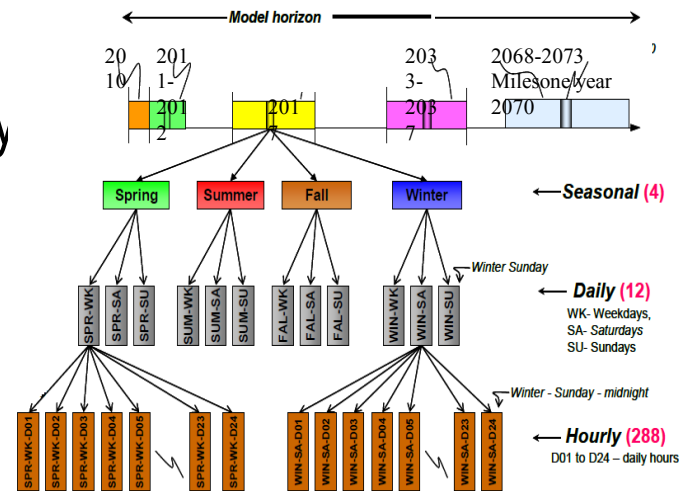 Model horizon
20
10
201
1-
201
2
201
7
203
3-
203
7
2068-2073
Milesone year
2070
y
Spring
Summer
Fall
Winter
Seasonal (4)
Winter Sunday
SPR-WK
SPR-SA
SPR-SU
SUM-WK
SUM-SA
SUM-SU
FAL-WK
FAL-SA
FAL-SU
WIN-WK
WIN-SA
WIN-SU
Daily (12)
WK- Weekdays,
SA- Saturdays
SU- Sundays
Winter - Sunday - midnight
SPR-WK-D01
SPR-WK-D02
SPR-WK-D03
SPR-WK-D04
SPR-WK-D05
SPR-WK-D23
SPR-WK-D24
WIN-SA-D01
WIN-SA-D02
WIN-SA-D03
WIN-SA-D04
WIN-SA-D05
WIN-SA-D23
WIN-SA-D24
Hourly (288)
D01 to D24 – daily hours